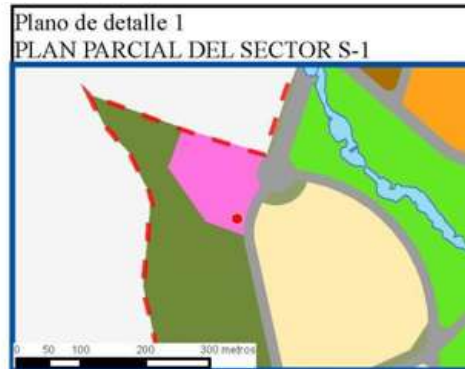 Plano de detalle 1
PLAN PARCIAL DEL SECTOR S-1
0 50 100 200 300 metros